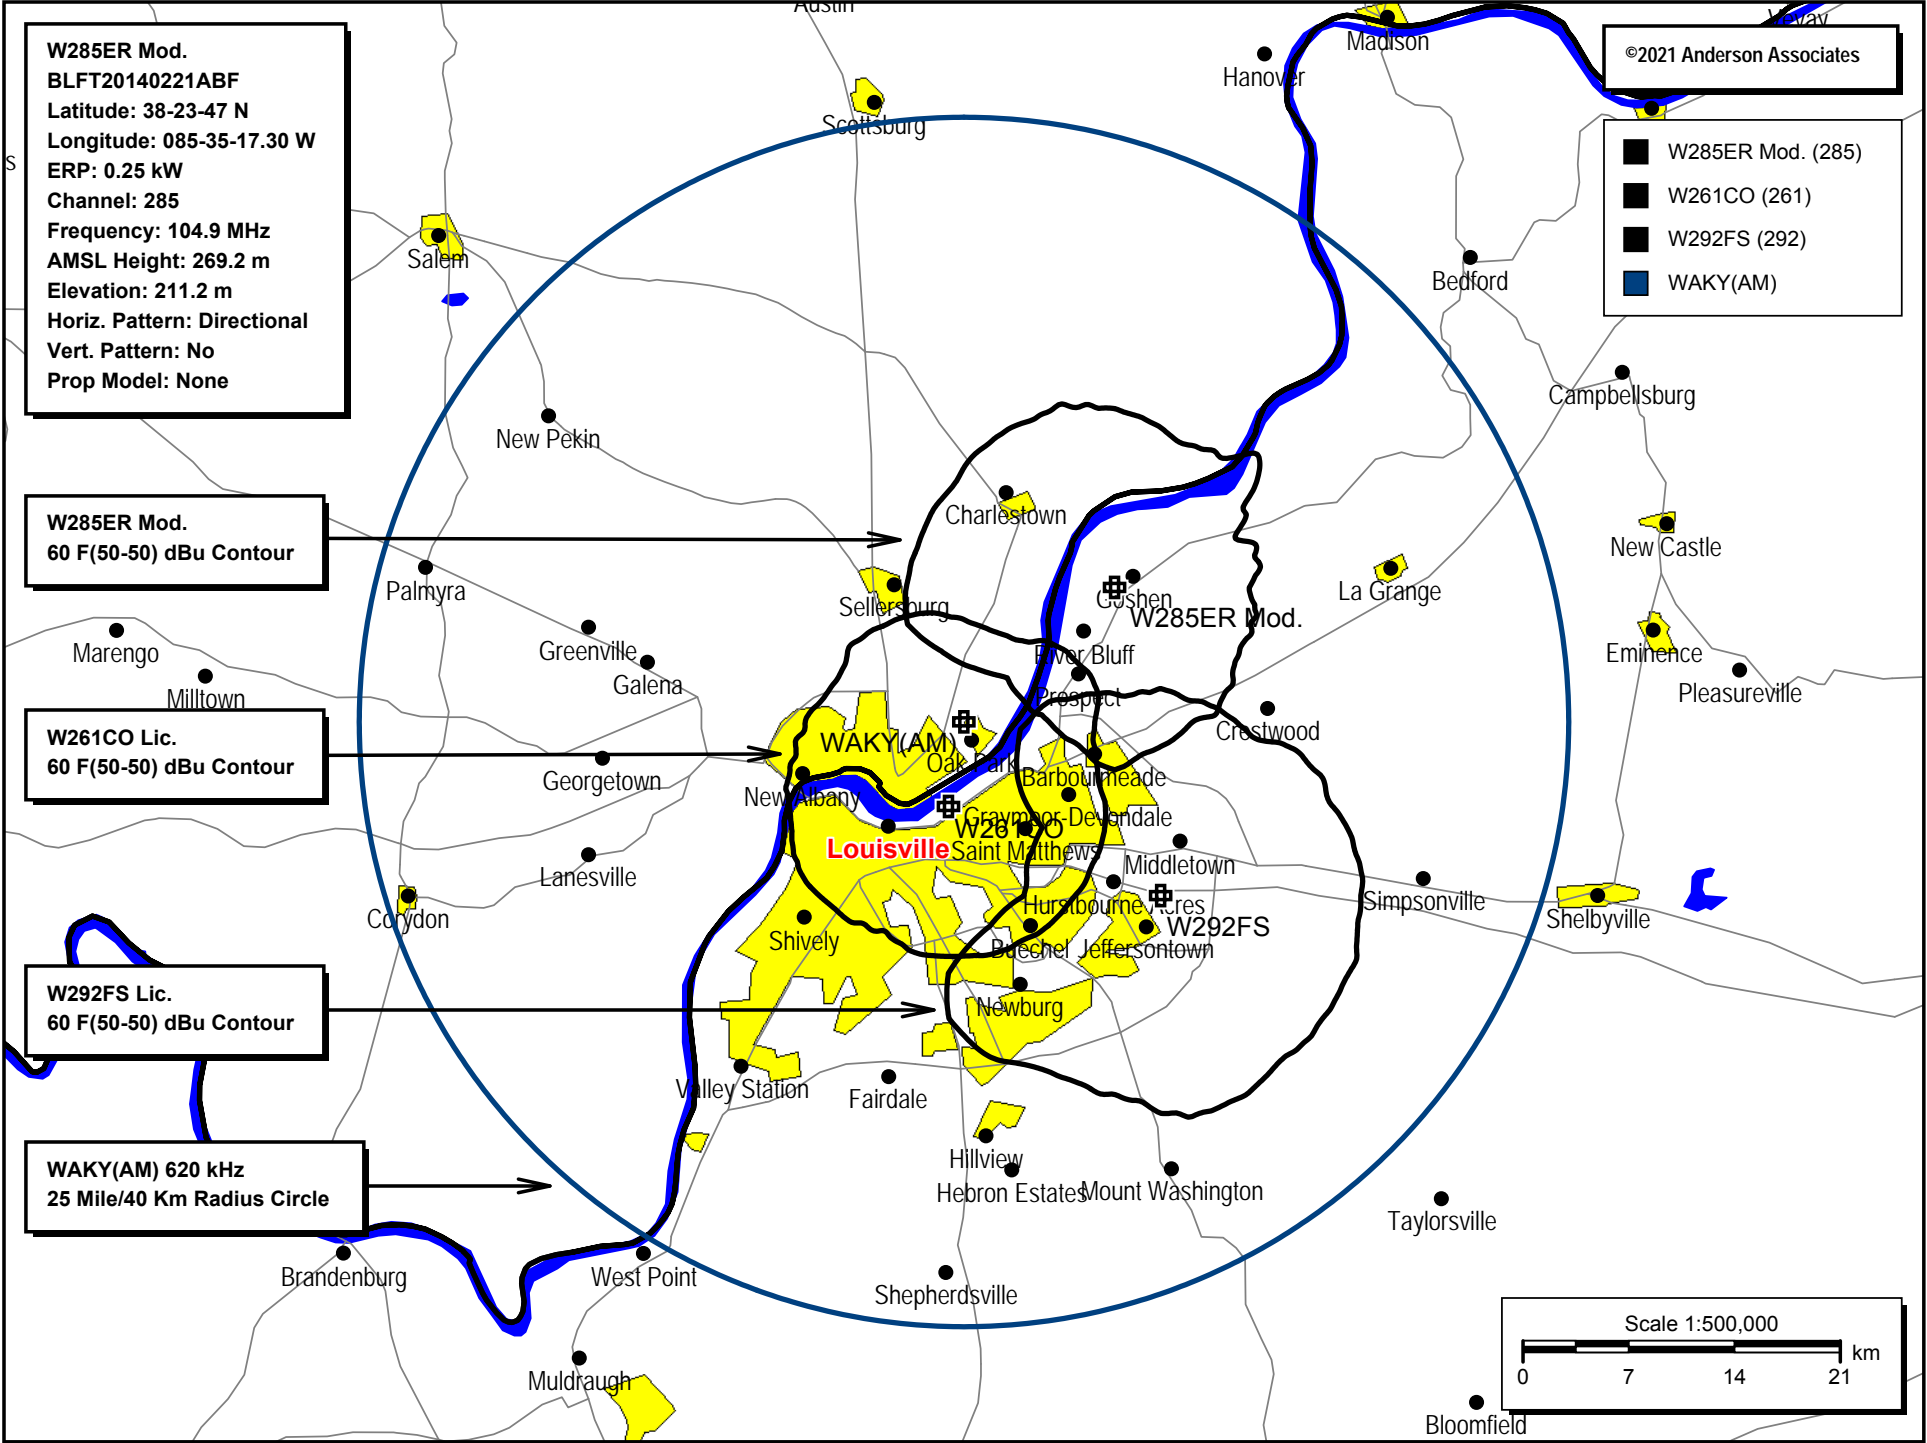 Austin
Vevay
W285ER Mod.
BLFT20140221ABF
Latitude: 38-23-47 N
Longitude: 085-35-17.30 W
ERP: 0.25 kW
Channel: 285
Frequency: 104.9 MHz
AMSL Height: 269.2 m
Elevation: 211.2 m
Horiz. Pattern: Directional
Vert. Pattern: No
Prop Model: None
©2021 Anderson Associates
W285ER Mod. (285)
W261CO (261)
W292FS (292)
WAKY(AM)
Madison
Hanover
Scottsburg
s
Salem
Bedford
Campbellsburg
New Pekin
W285ER Mod.
60 F(50-50) dBu Contour
Charlestown
New Castle
Palmyra
Sellersburg
Goshen
La Grange
W285ER Mod.
Marengo
Greenville
River Bluff
Eminence
Milltown
Galena
Prospect
Pleasureville
W261CO Lic.
60 F(50-50) dBu Contour
WAKY(AM)
Crestwood
Georgetown
Oak Park
Barbourmeade
New Albany
Graymoor-Devondale
W261CO
Louisville
Saint Matthews
Middletown
Lanesville
Simpsonville
Corydon
Hurstbourne Acres
Shelbyville
W292FS
Shively
Buechel
Jeffersontown
W292FS Lic.
60 F(50-50) dBu Contour
Newburg
Valley Station
Fairdale
WAKY(AM) 620 kHz
25 Mile/40 Km Radius Circle
Hillview
Hebron Estates
Mount Washington
Taylorsville
Brandenburg
West Point
Shepherdsville
Scale 1:500,000
km
0 7 14 21
Muldraugh
Bloomfield